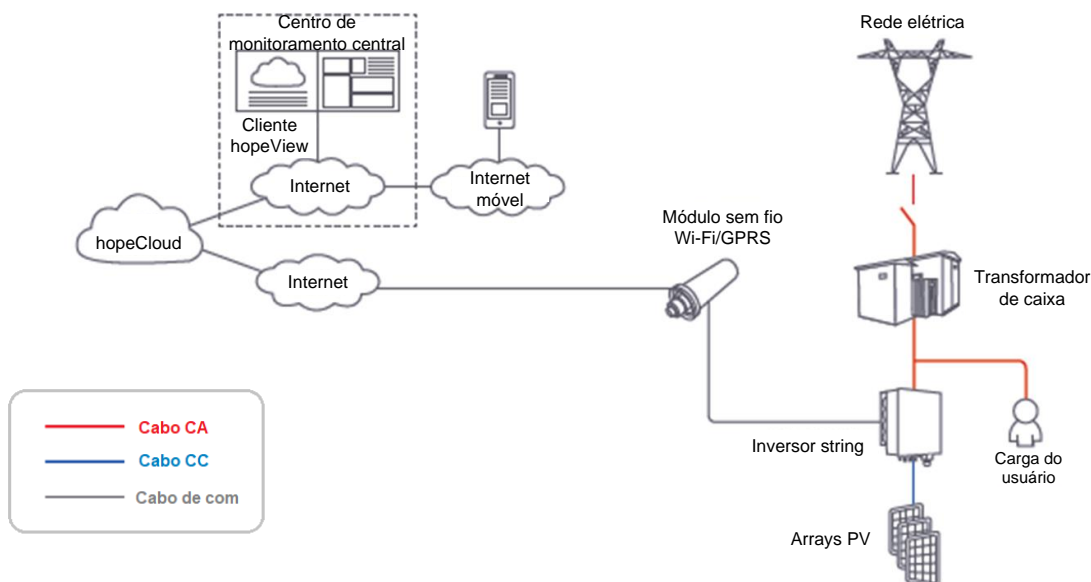 Centro de
monitoramento central
Rede elétrica
Cliente
hopeView
Internet
Internet
móvel
hopeCloud
Internet
Módulo sem fio
Wi-Fi/GPRS
Transformador
de caixa
Cabo CA
Cabo CC
Cabo de com
Inversor string
Carga do
usuário
Arrays PV